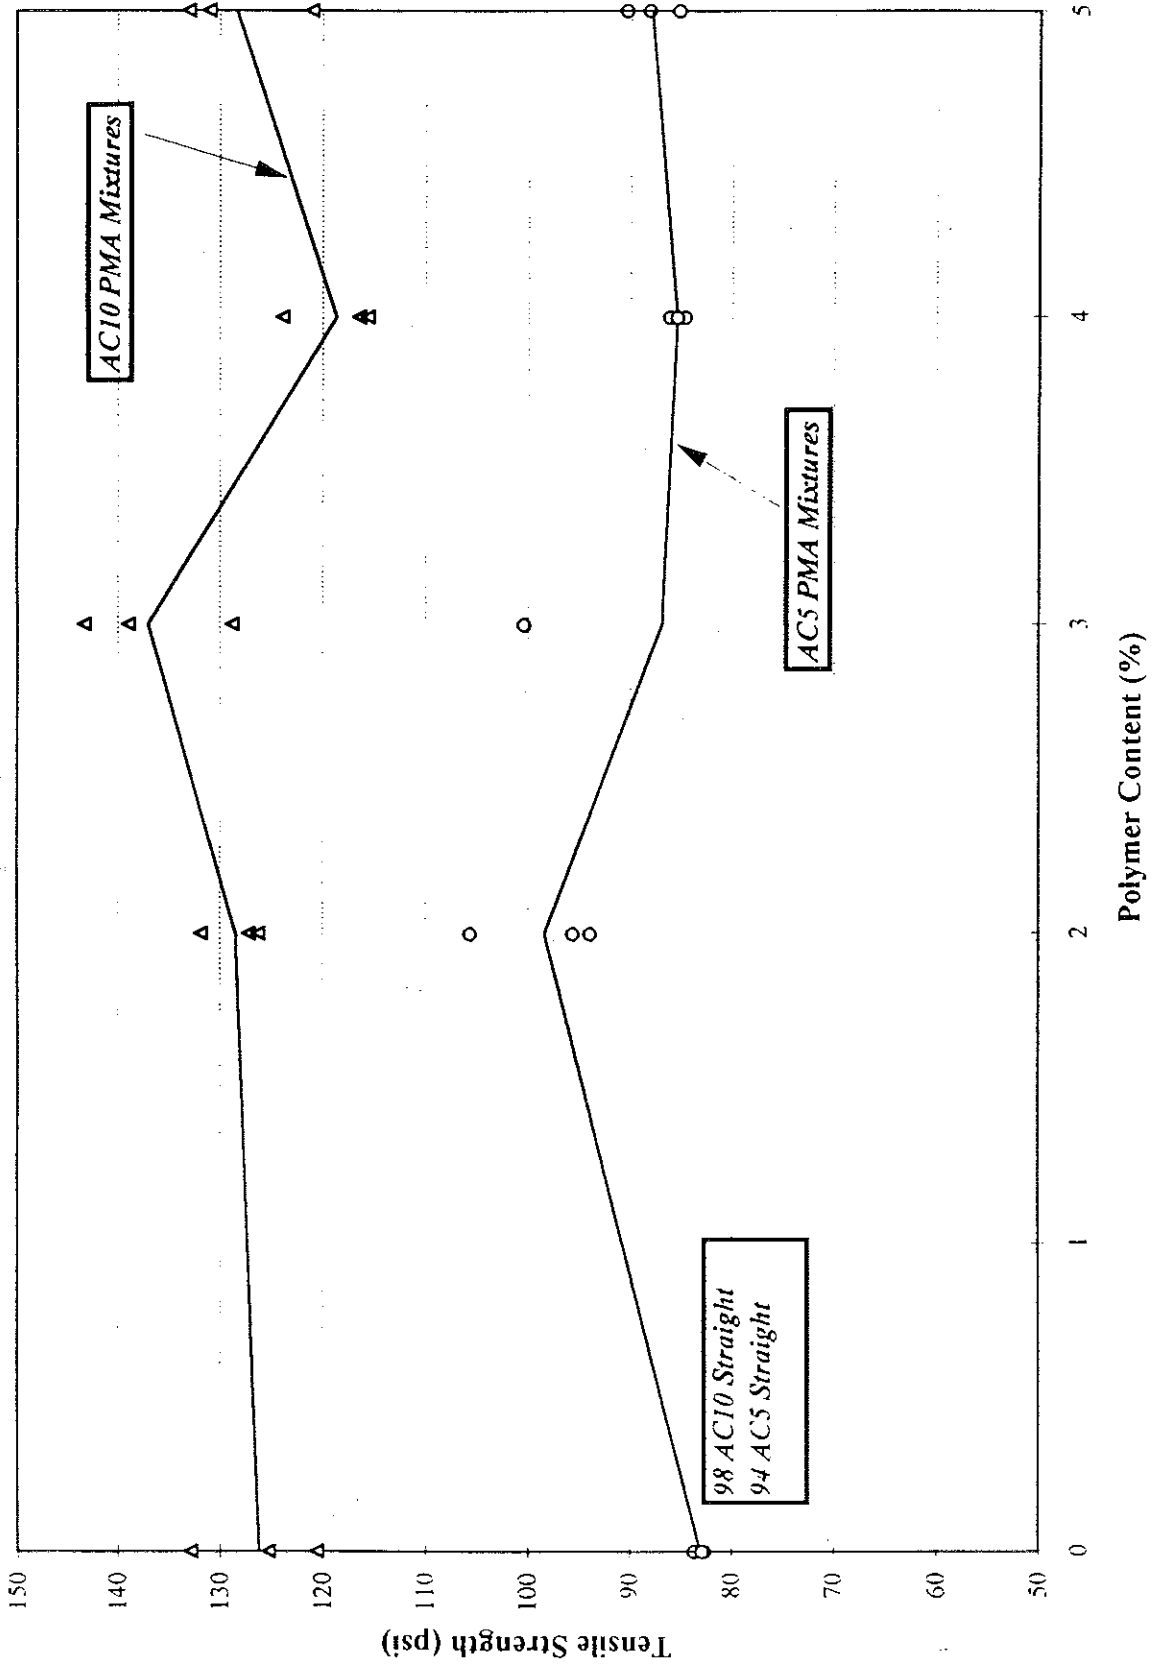 150
140
130
120
110
100
90
80
70
60
50
Tensile Strength (psi)
AC10 PMA Mixtures
AC5 PMA Mixtures
98 AC10 Straight
94 AC5 Straight
0
1
2
3
4
5
Polymer Content (%)